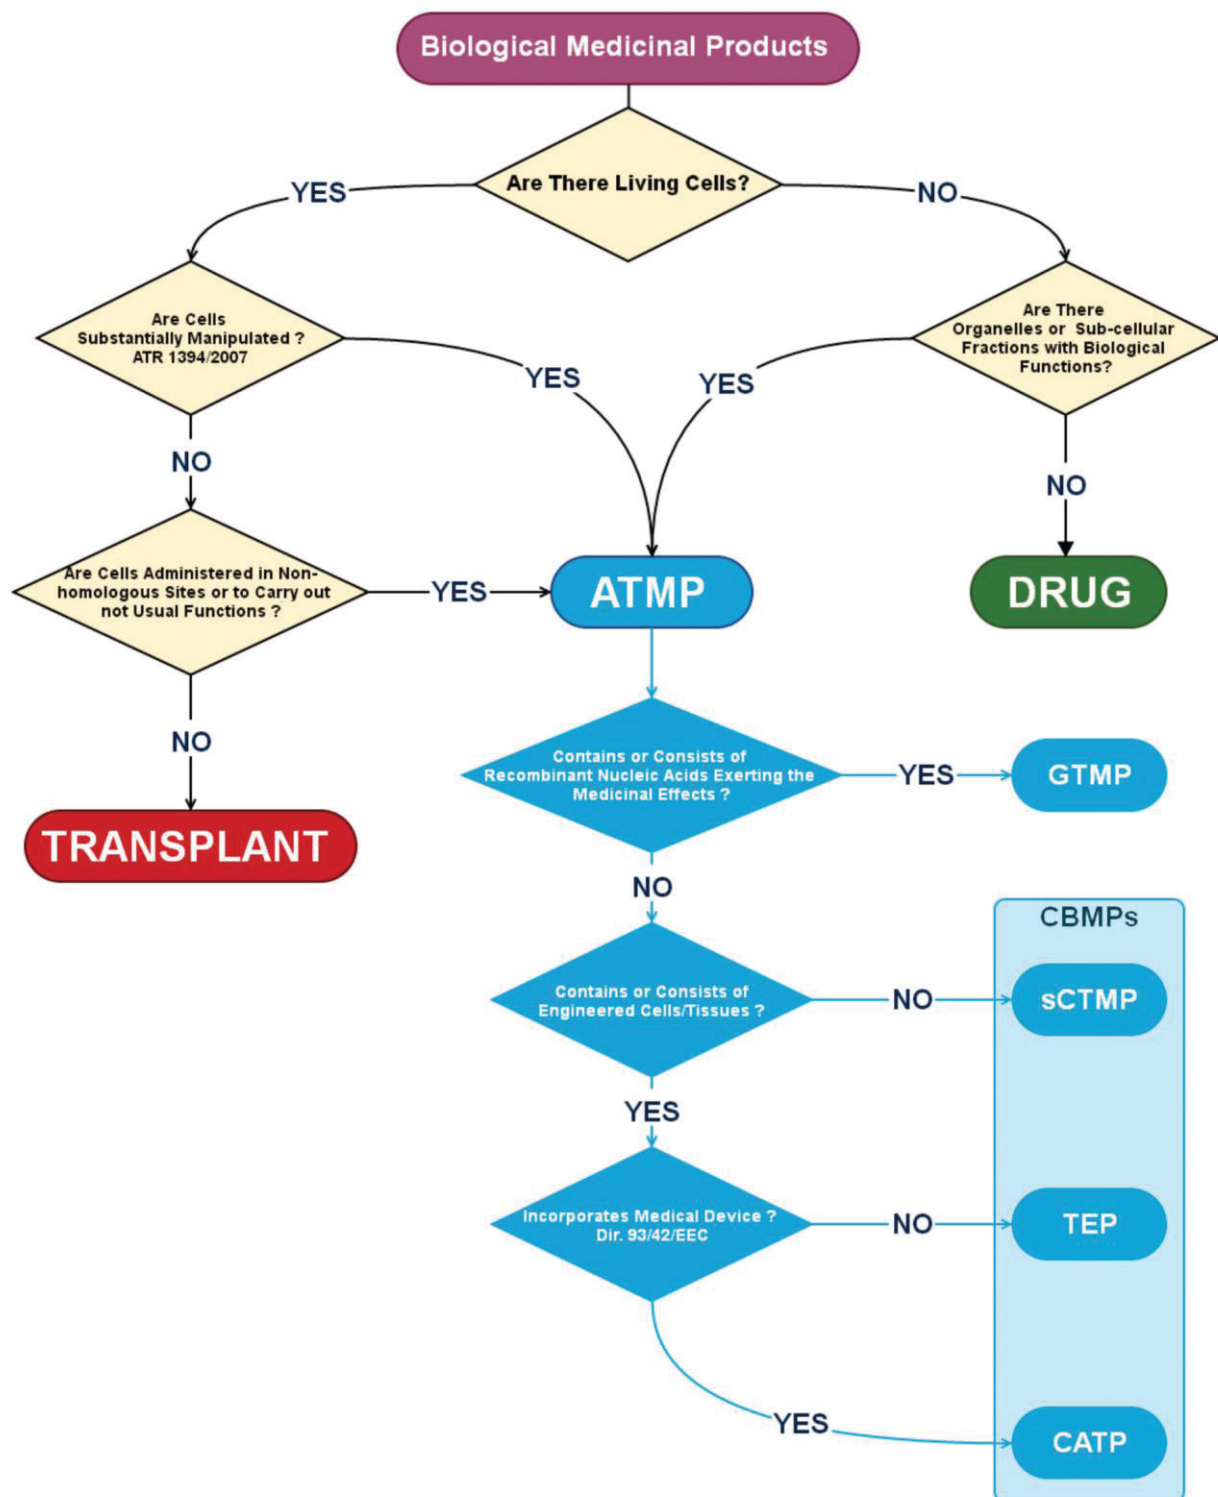 Biological Medicinal Products
Are There Living Cells?
YES
NO
Are Cells
Substantially Manipulated ?
ATR 1394/2007
Are There
Organelles or Sub-cellular
Fractions with Biological
Functions?
YES
YES
NO
NO
Are Cells Administered in Non-
homologous Sites or to Carry out
not Usual Functions ?
YES
ATMP
DRUG
NO
TRANSPLANT
Contains or Consists of
Recombinant Nucleic Acids Exerting the
Medicinal Effects ?
YES
GTMP
NO
CBMPs
Contains or Consists of
Engineered Cells/Tissues ?
NO
sCTMP
YES
Incorporates Medical Device ?
Dir. 93/42/EEC
NO
TEP
YES
CATP